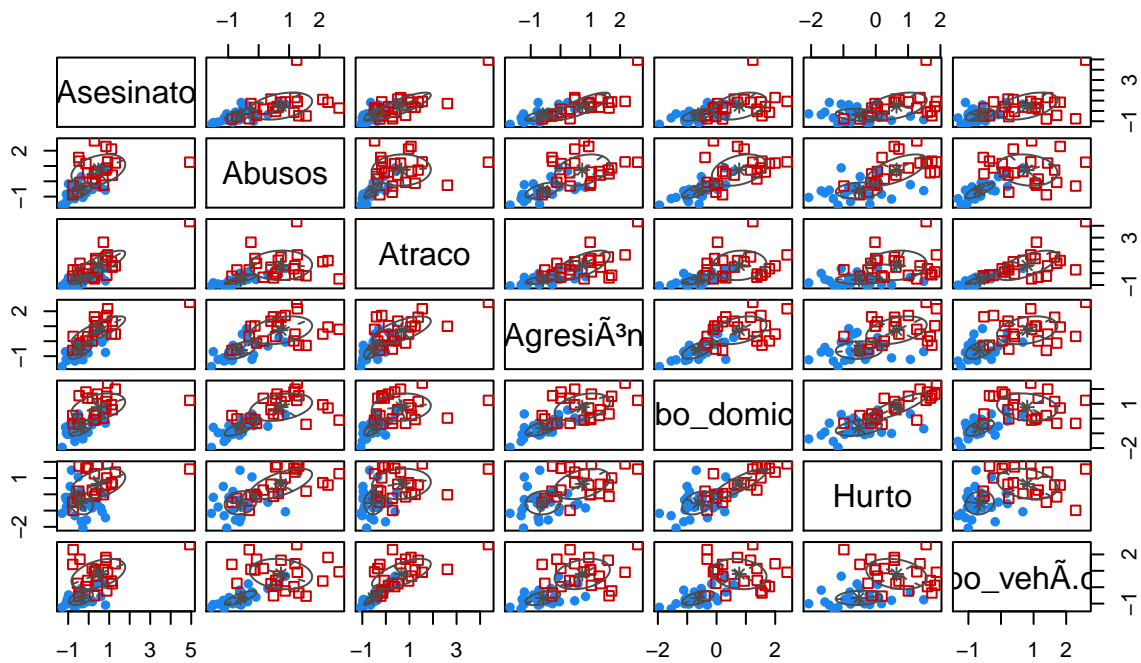 −1 1 2 −1 1 2 −2 0 1 2
Asesinato
−1 3
−1 2
Abusos
Atraco
−1 3
−1 2
AgresiÃ³n
bo_domic
−2 1
−2 1
Hurto
bo_vehÃ.c
−1 2
−1 1 3 5 −1 1 3 −2 0 2 −1 1 2